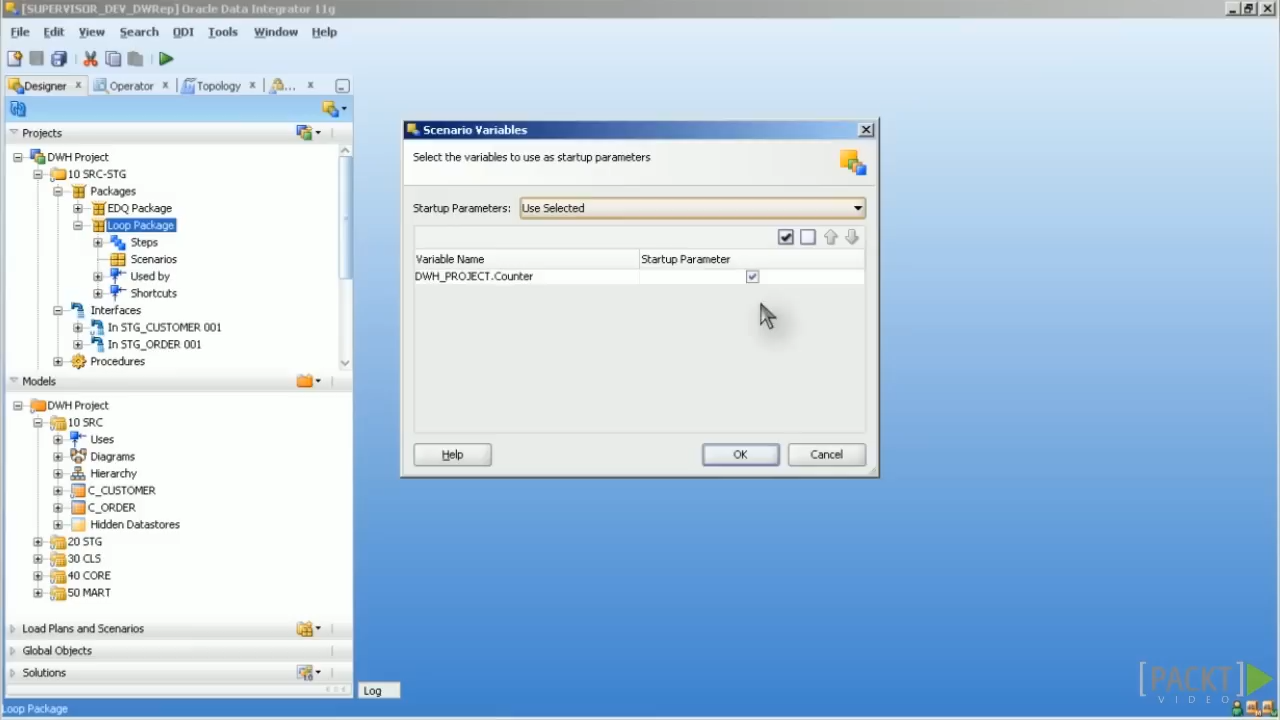 [SUPERVISOR_DEV_DWRep] Oracle Data Integrator 11g
File Edit View Search ODI Tools Window Help
Designer Operator Topology ...
Projects
DWH Project
10 SRC-STG
Packages
EDQ Package
Loop Package
Steps
Scenarios
Used by
Shortcuts
Interfaces
In STG_CUSTOMER 001
In STG_ORDER 001
Procedures
Models
DWH Project
10 SRC
Uses
Diagrams
Hierarchy
C_CUSTOMER
C_ORDER
Hidden Datastores
20 STG
30 CLS
40 CORE
50 MART
Load Plans and Scenarios
Global Objects
Solutions
Loop Package
Log
Scenario Variables
Select the variables to use as startup parameters
Startup Parameters: Use Selected
Variable Name Startup Parameter
DWH_PROJECT.Counter
Help OK Cancel
[PACKT]
VIDEO